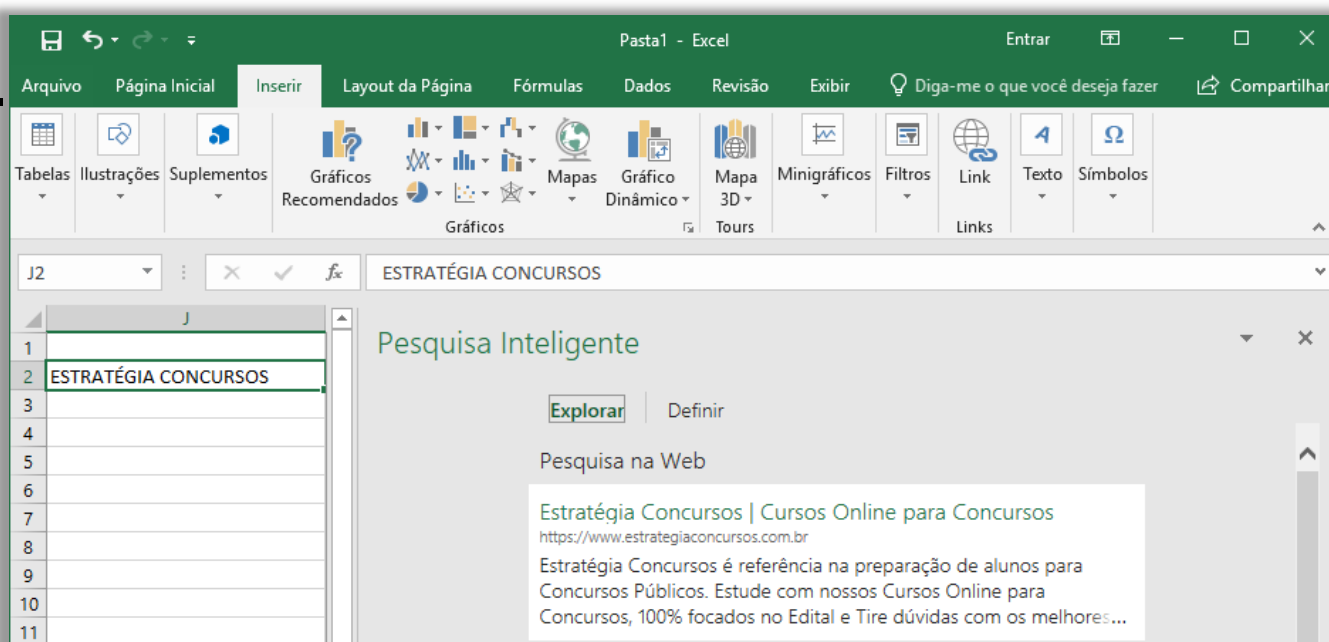 Pasta1 - Excel
Entrar
Arquivo Página Inicial Inserir Layout da Página Fórmulas Dados Revisão Exibir Diga-me o que você deseja fazer Compartilhar
Tabelas Ilustrações Suplementos Gráficos Recomendados Mapas Gráfico Dinâmico Mapa 3D Minigráficos Filtros Link Texto Símbolos
Gráficos Tours Links
J2 fx ESTRATÉGIA CONCURSOS
J
1
2 ESTRATÉGIA CONCURSOS
3
4
5
6
7
8
9
10
11
Pesquisa Inteligente
Explorar Definir
Pesquisa na Web
Estratégia Concursos | Cursos Online para Concursos
https://www.estrategiaconcursos.com.br
Estratégia Concursos é referência na preparação de alunos para
Concursos Públicos. Estude com nossos Cursos Online para
Concursos, 100% focados no Edital e Tire dúvidas com os melhores...